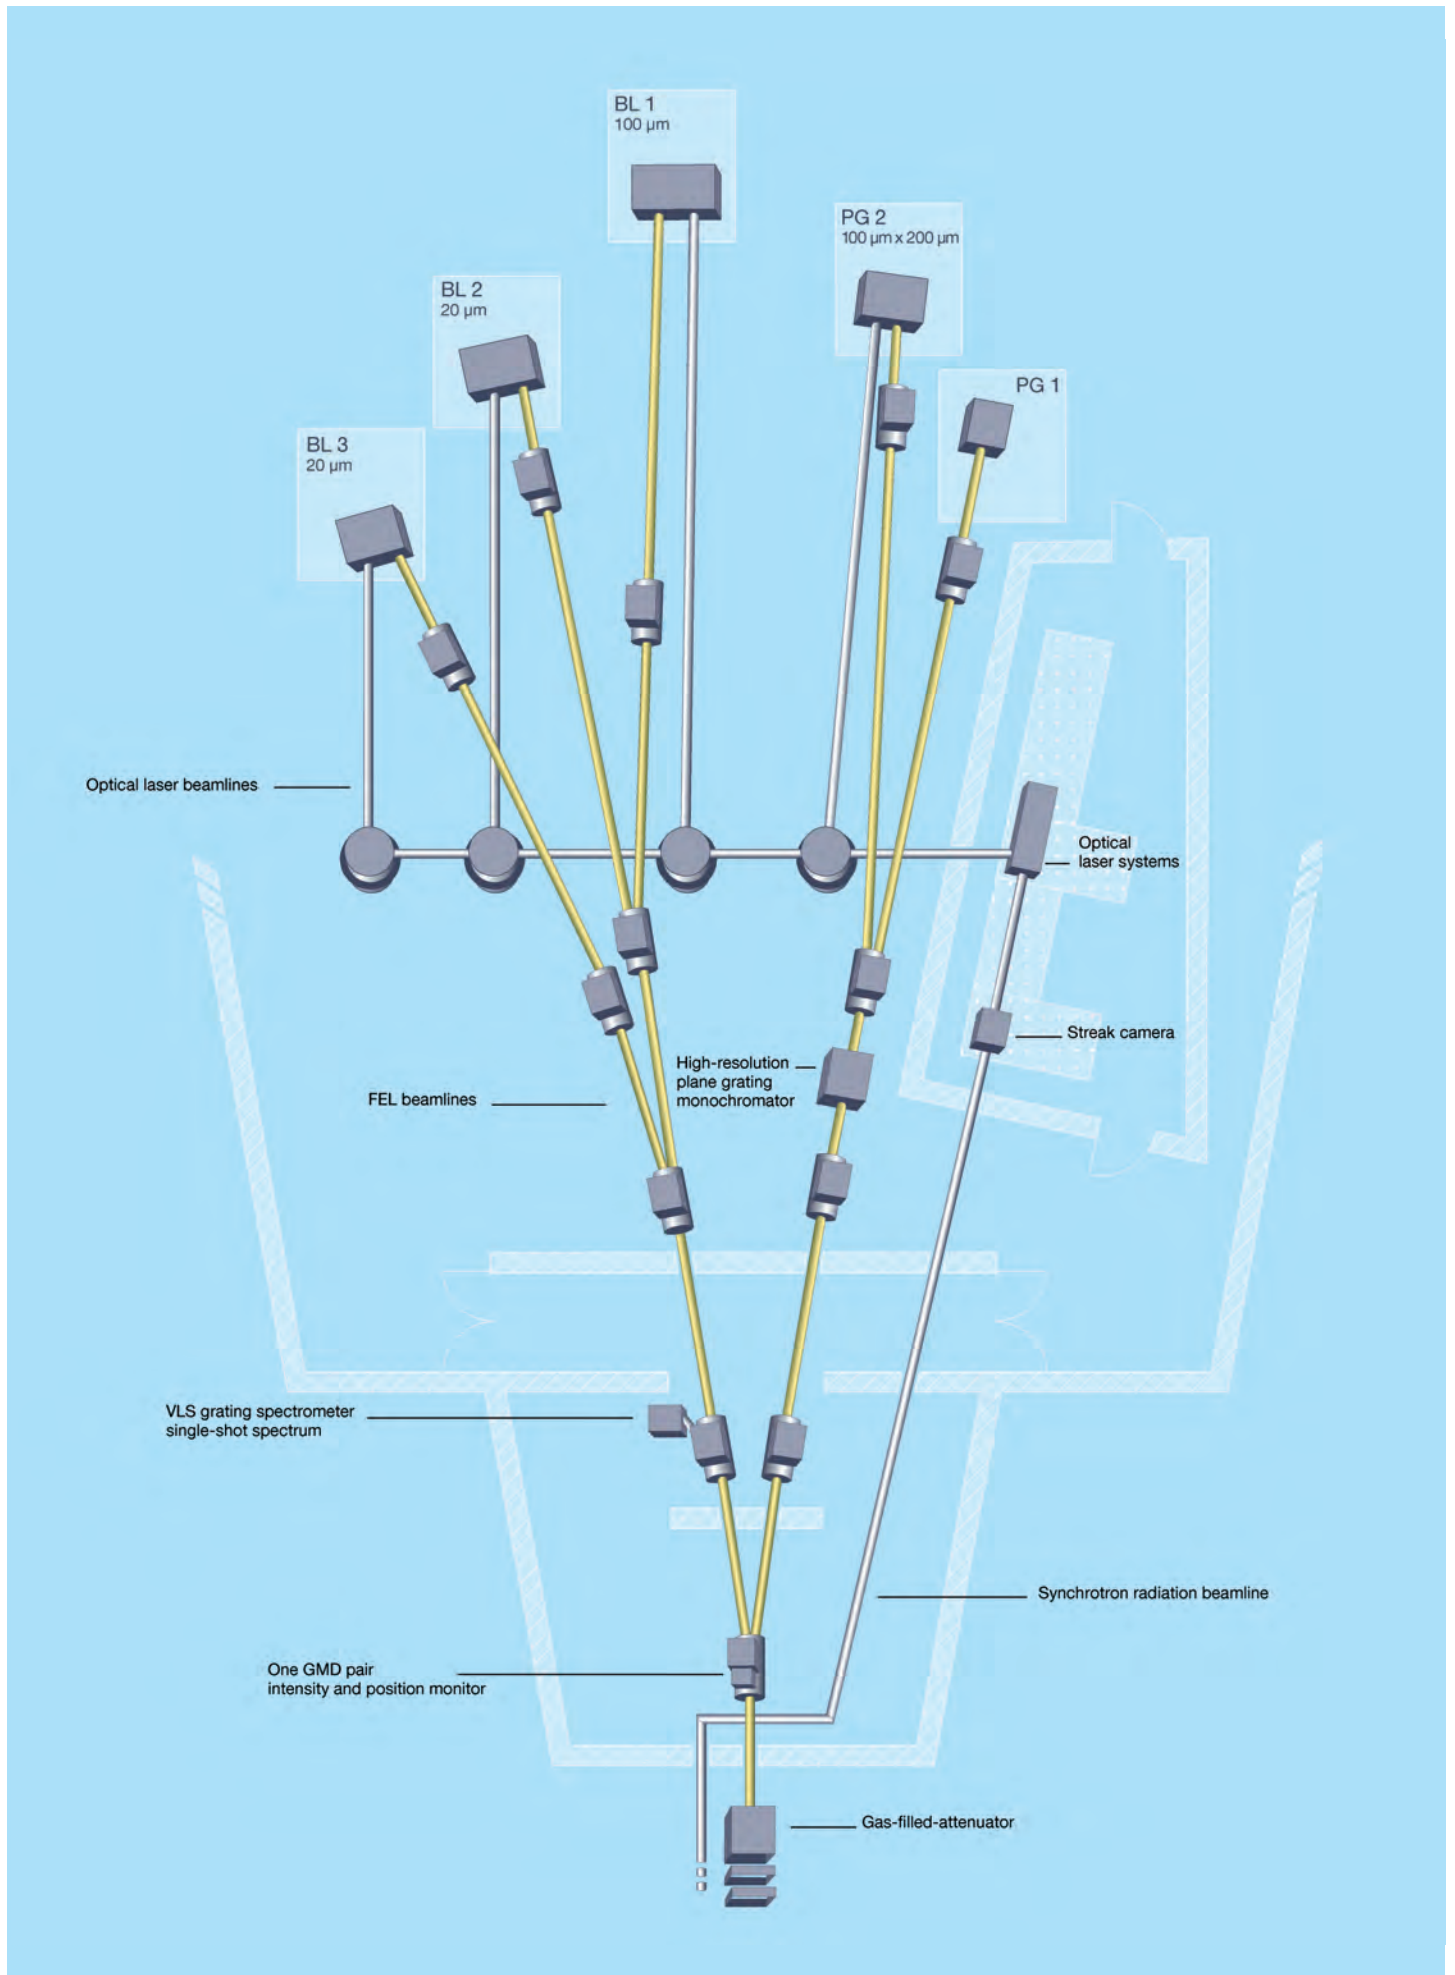 BL 1
100 µm
PG 2
100 µm x 200 µm
BL 2
20 µm
PG 1
BL 3
20 µm
Optical laser beamlines
Optical
laser systems
Streak camera
High-resolution
plane grating
monochromator
FEL beamlines
VLS grating spectrometer
single-shot spectrum
Synchrotron radiation beamline
One GMD pair
intensity and position monitor
Gas-filled-attenuator